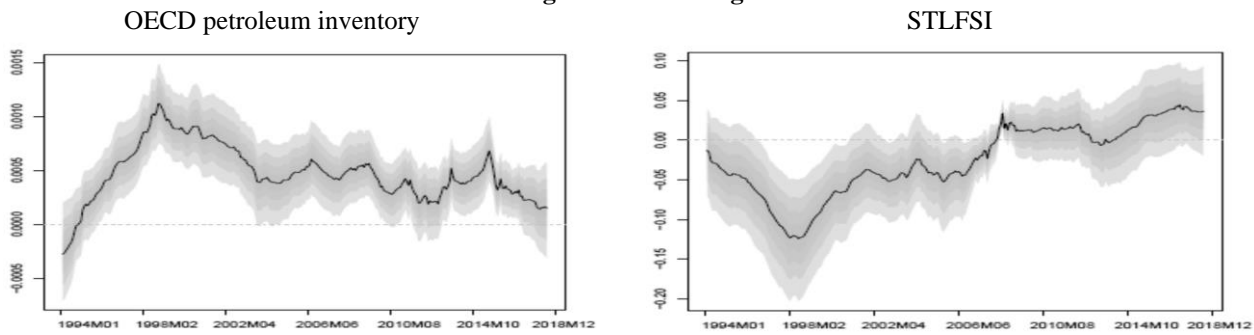 OECD petroleum inventory
STLFSI
0.0015
0.0010
0.0005
0.0000
−0.0005
1994M01 1998M02 2002M04 2006M06 2010M08 2014M10 2018M12
0.10
0.05
0.00
−0.05
−0.10
−0.20
1994M01 1998M02 2002M04 2006M06 2010M08 2014M10 2018M12